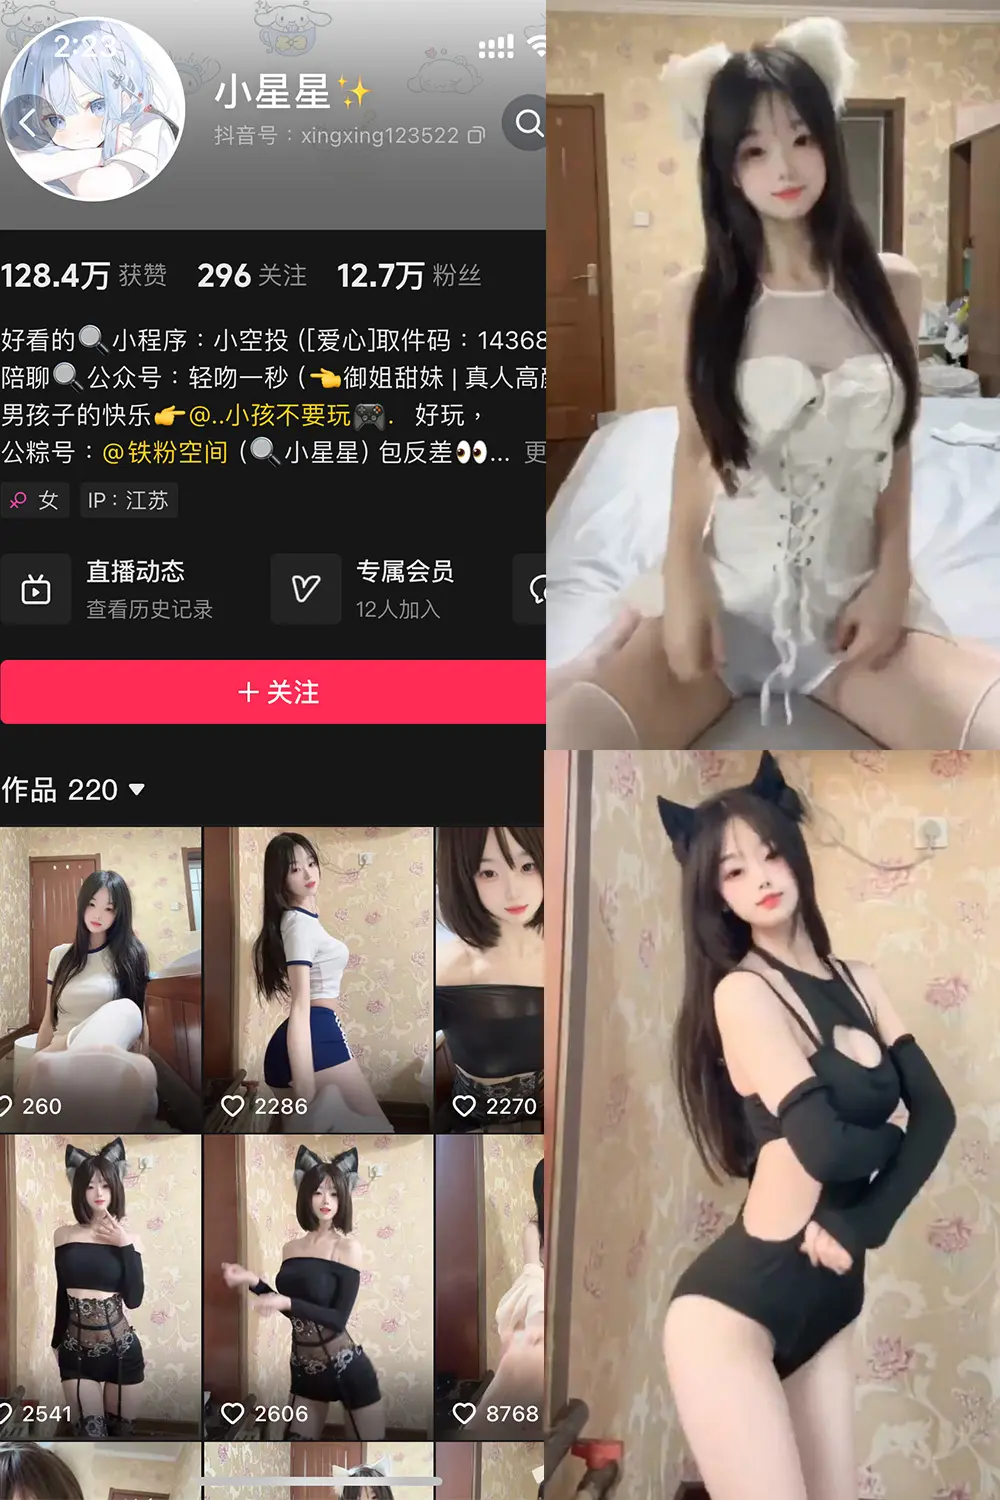 2:23
小星星✨
抖音号：xingxing123522
128.4万 获赞 296 关注 12.7万 粉丝
好看的🔍小程序：小空投 ([爱心]取件码：14368
陪聊🔍公众号：轻吻一秒 (👈御姐甜妹 | 真人高
男孩子的快乐👉@..小孩不要玩🎮. 好玩，
公粽号：@铁粉空间 (🔍小星星) 包反差👀... 更
女 IP：江苏
直播动态 专属会员
查看历史记录 12人加入
+ 关注
作品 220
260 2286 2270
2541 2606 8768